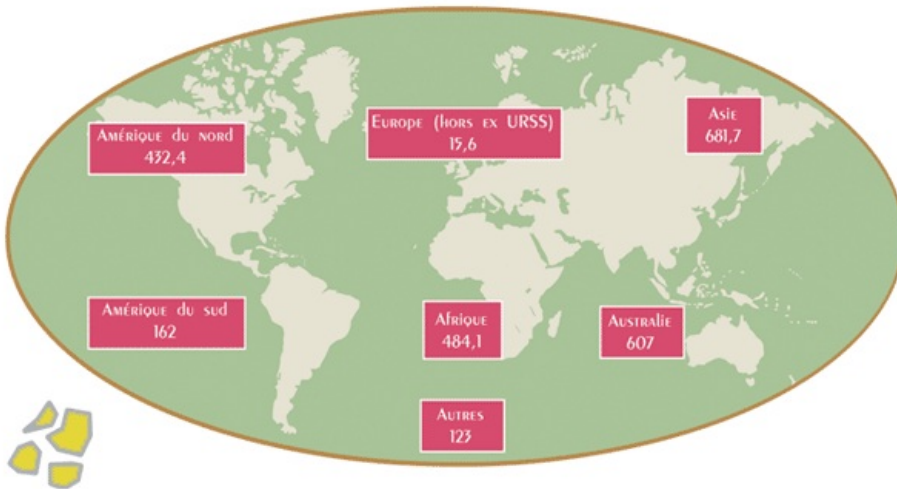 Amérique du nord
432,4
Europe (hors ex URSS)
15,6
Asie
681,7
Amérique du sud
162
Afrique
484,1
Australie
607
Autres
123